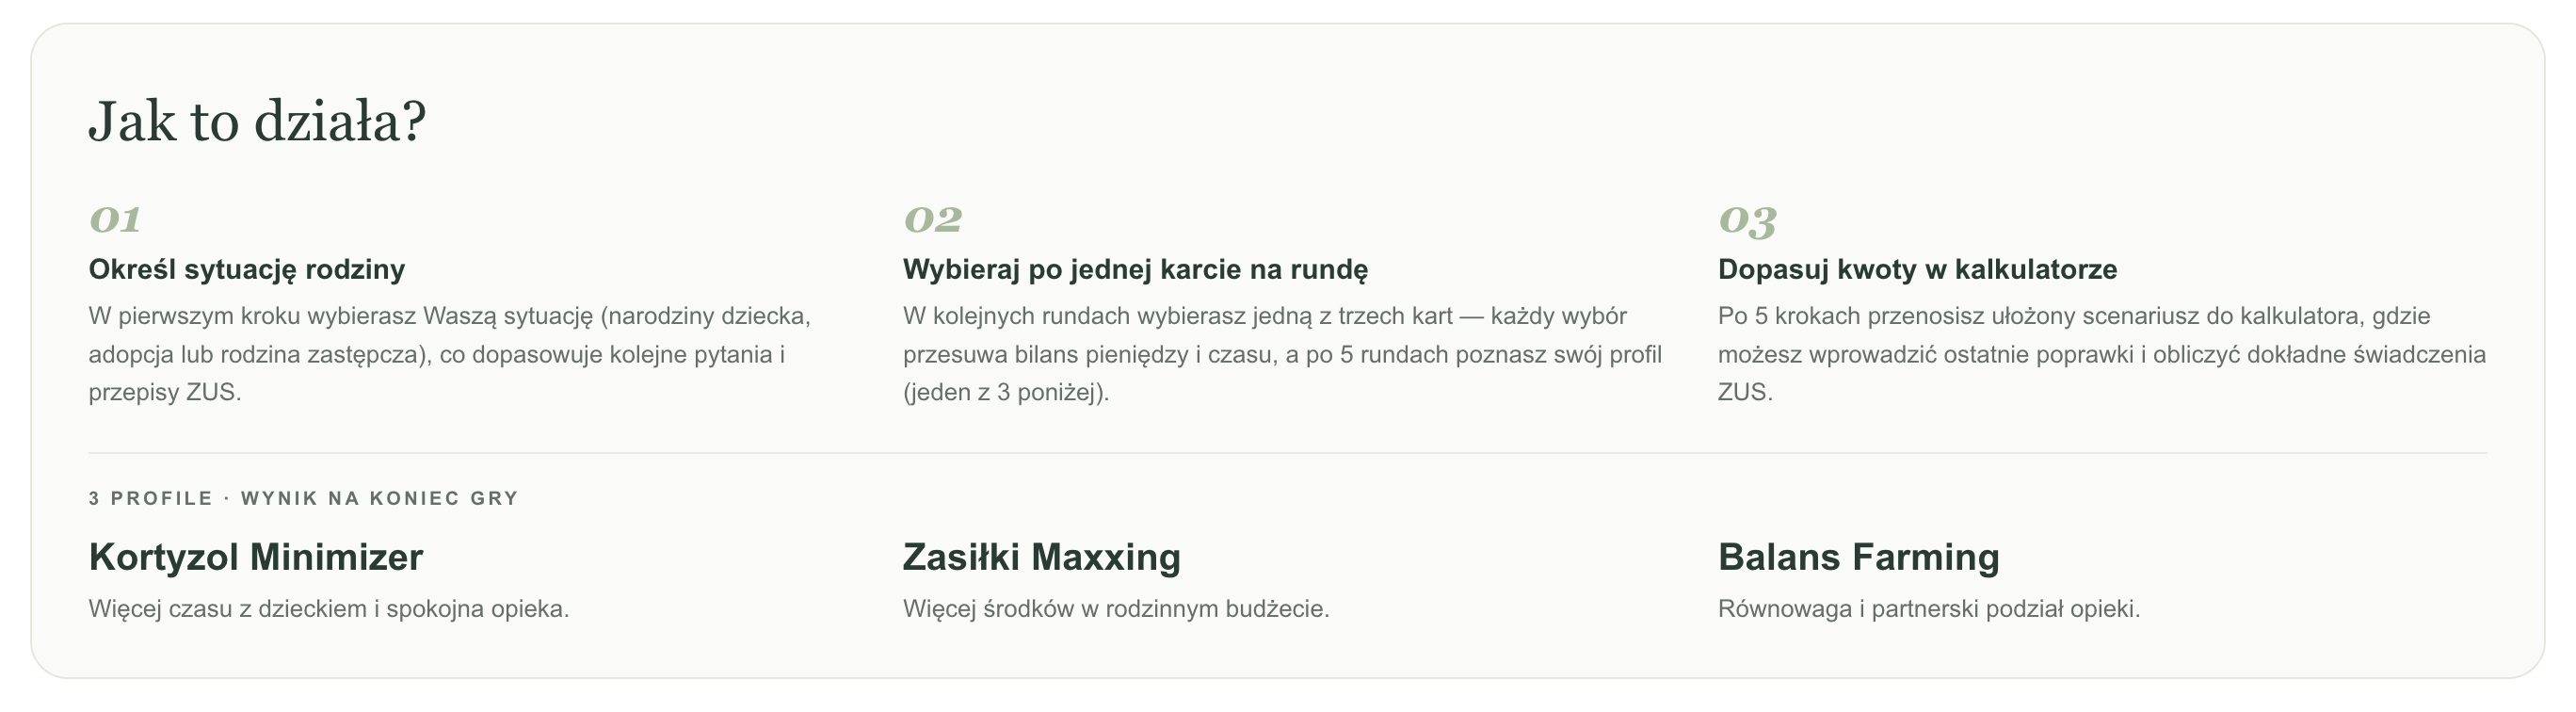 Jak to działa?
01
Określ sytuację rodziny
W pierwszym kroku wybierasz Waszą sytuację (narodziny dziecka,
adopcja lub rodzina zastępcza), co dopasowuje kolejne pytania i
przepisy ZUS.
02
Wybieraj po jednej karcie na rundę
W kolejnych rundach wybierasz jedną z trzech kart — każdy wybór
przesuwa bilans pieniędzy i czasu, a po 5 rundach poznasz swój profil
(jeden z 3 poniżej).
03
Dopasuj kwoty w kalkulatorze
Po 5 krokach przenosisz ułożony scenariusz do kalkulatora, gdzie
możesz wprowadzić ostatnie poprawki i obliczyć dokładne świadczenia
ZUS.
3 PROFILE · WYNIK NA KONIEC GRY
Kortyzol Minimizer
Więcej czasu z dzieckiem i spokojna opieka.
Zasiłki Maxxing
Więcej środków w rodzinnym budżecie.
Balans Farming
Równowaga i partnerski podział opieki.